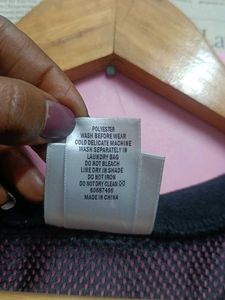 POLYESTER
WASH BEFORE WEAR
COLD DELICATE MACHINE
WASH SEPARATELY IN
LAUNDRY BAG
DO NOT BLEACH
LINE DRY IN SHADE
DO NOT IRON
DO NOT DRY CLEAN
60887466
MADE IN CHINA